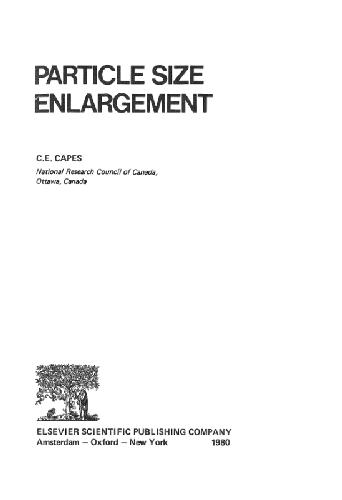 PARTICLE SIZE
ENLARGEMENT
C.E. CAPES
National Research Council of Canada,
Ottawa, Canada
ELSEVIER SCIENTIFIC PUBLISHING COMPANY
Amsterdam — Oxford — New York 1980